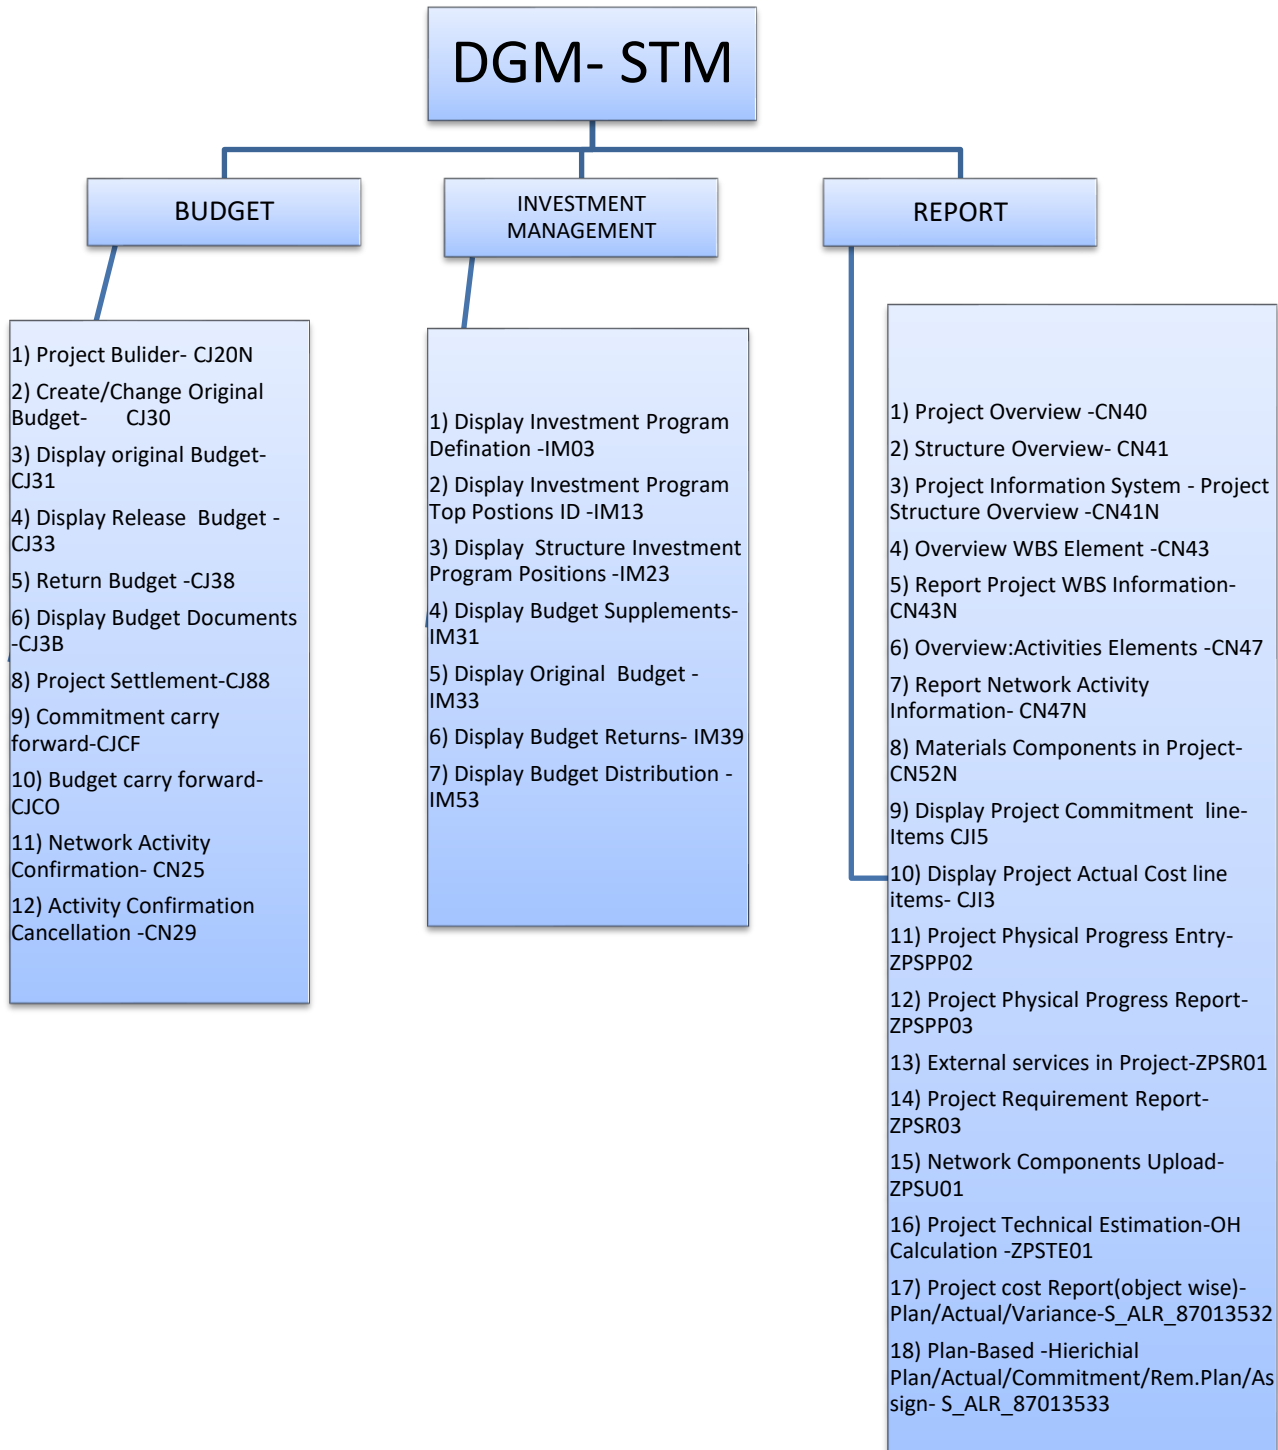 DGM- STM
BUDGET
INVESTMENT
MANAGEMENT
REPORT
1) Project Bulider- CJ20N
2) Create/Change Original
Budget- CJ30
3) Display original Budget-
CJ31
4) Display Release Budget -
CJ33
5) Return Budget -CJ38
6) Display Budget Documents
-CJ3B
8) Project Settlement-CJ88
9) Commitment carry
forward-CJCF
10) Budget carry forward-
CJCO
11) Network Activity
Confirmation- CN25
12) Activity Confirmation
Cancellation -CN29
1) Display Investment Program
Defination -IM03
2) Display Investment Program
Top Postions ID -IM13
3) Display Structure Investment
Program Positions -IM23
4) Display Budget Supplements-
IM31
5) Display Original Budget -
IM33
6) Display Budget Returns- IM39
7) Display Budget Distribution -
IM53
1) Project Overview -CN40
2) Structure Overview- CN41
3) Project Information System - Project
Structure Overview -CN41N
4) Overview WBS Element -CN43
5) Report Project WBS Information-
CN43N
6) Overview:Activities Elements -CN47
7) Report Network Activity
Information- CN47N
8) Materials Components in Project-
CN52N
9) Display Project Commitment line-
Items CJI5
10) Display Project Actual Cost line
items- CJI3
11) Project Physical Progress Entry-
ZPSPP02
12) Project Physical Progress Report-
ZPSPP03
13) External services in Project-ZPSR01
14) Project Requirement Report-
ZPSR03
15) Network Components Upload-
ZPSU01
16) Project Technical Estimation-OH
Calculation -ZPSTE01
17) Project cost Report(object wise)-
Plan/Actual/Variance-S_ALR_87013532
18) Plan-Based -Hierichial
Plan/Actual/Commitment/Rem.Plan/As
sign- S_ALR_87013533